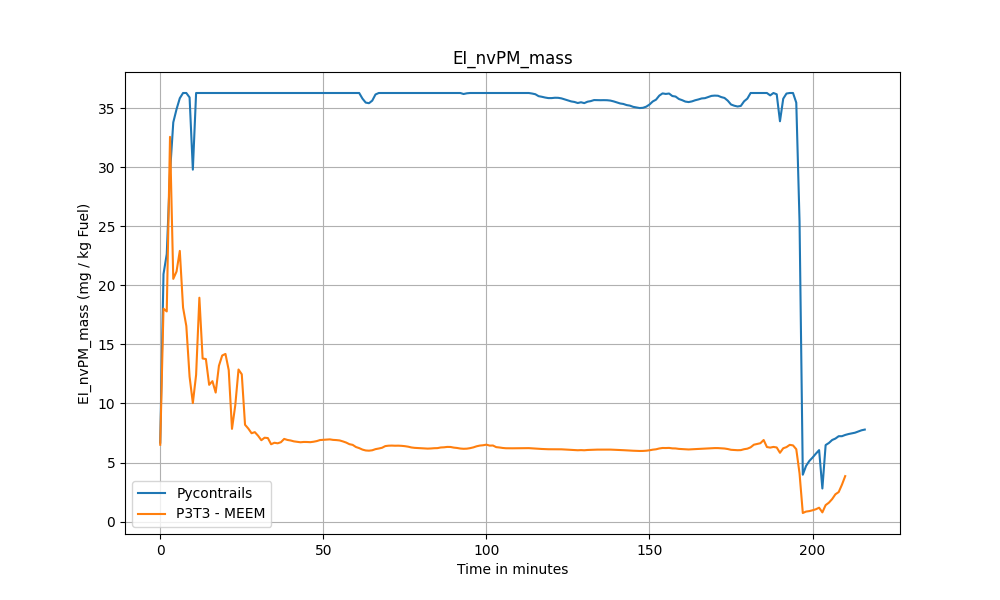 EI_nvPM_mass
EI_nvPM_mass (mg / kg Fuel)
35
30
25
20
15
10
5
0
Pycontrails
P3T3 - MEEM
0 50 100 150 200
Time in minutes